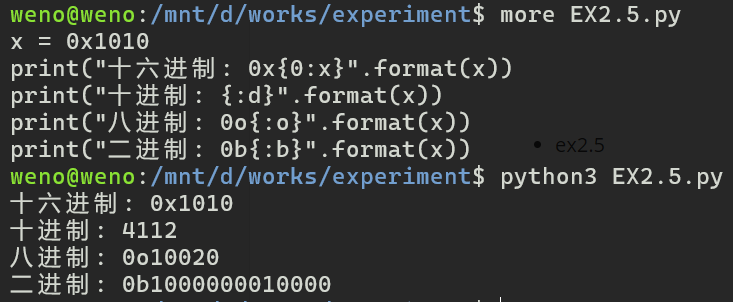 weno@weno:/mnt/d/works/experiment$ more EX2.5.py
x = 0x1010
print("十六进制: 0x{0:x}".format(x))
print("十进制: {:d}".format(x))
print("八进制: 0o{:o}".format(x))
print("二进制: 0b{:b}".format(x))
• ex2.5
weno@weno:/mnt/d/works/experiment$ python3 EX2.5.py
十六进制: 0x1010
十进制: 4112
八进制: 0o10020
二进制: 0b1000000010000